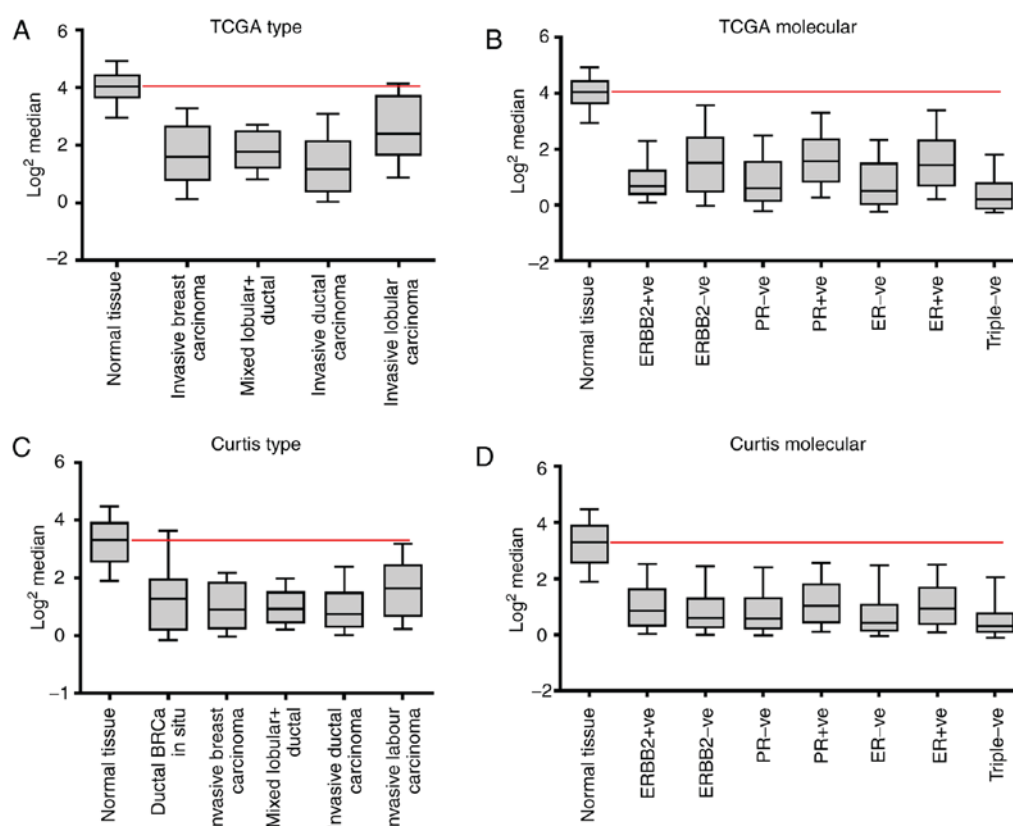 A
TCGA type
6
4
2
0
−2
Log² median
Normal tissue
Invasive breast
carcinoma
Mixed lobular+
ductal
Invasive ductal
carcinoma
Invasive lobular
carcinoma
B
TCGA molecular
6
4
2
0
−2
Log² median
Normal tissue
ERBB2+ve
ERBB2−ve
PR−ve
PR+ve
ER−ve
ER+ve
Triple−ve
C
Curtis type
6
4
2
0
−1
Log² median
Normal tissue
Ductal BRCa
in situ
nvasive breast
carcinoma
Mixed lobular+
ductal
nvasive ductal
carcinoma
nvasive labour
carcinoma
D
Curtis molecular
6
4
2
0
−2
Log² median
Normal tissue
ERBB2+ve
ERBB2−ve
PR−ve
PR+ve
ER−ve
ER+ve
Triple−ve